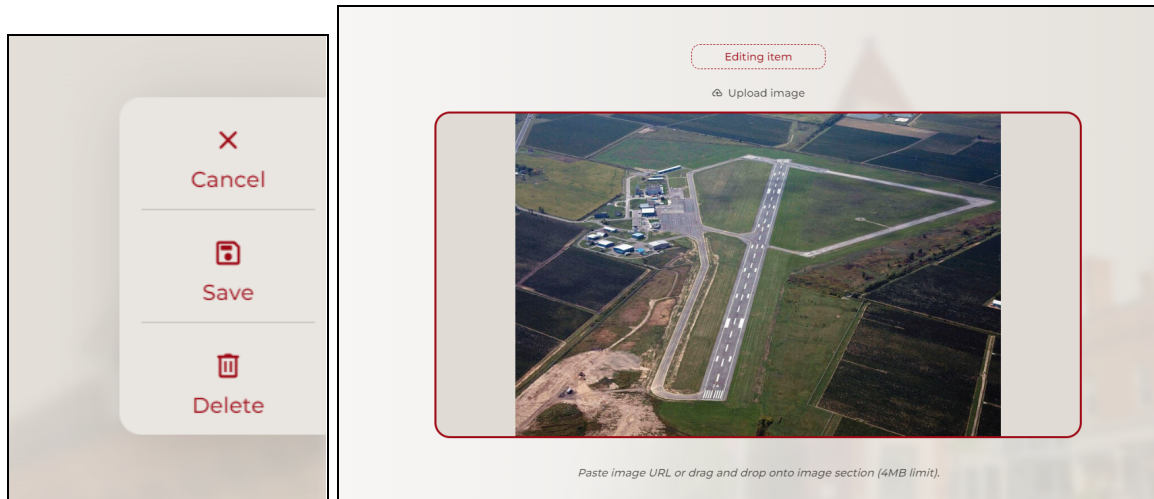 Cancel
Save
Delete
Editing item
Upload image
Paste image URL or drag and drop onto image section (4MB limit).